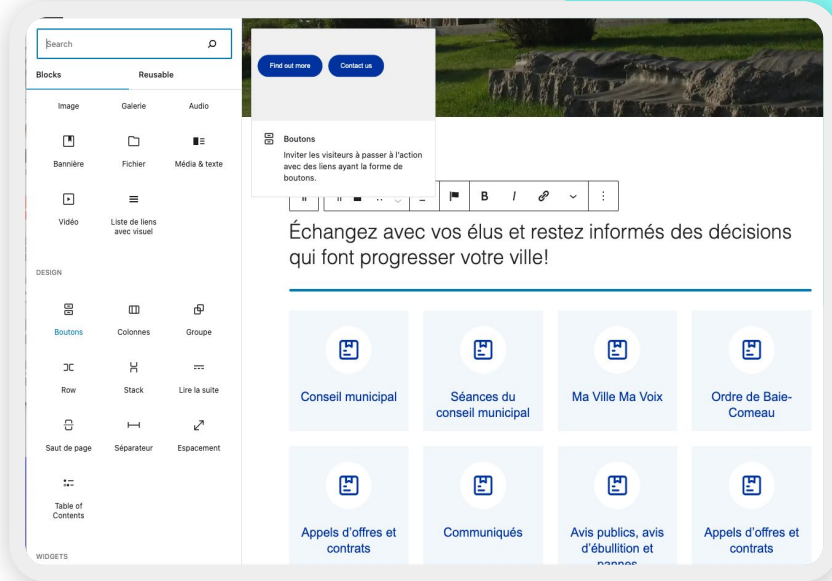 Search
Blocks Reusable
Image Galerie Audio
Bannière Fichier Média & texte
Vidéo Liste de liens
avec visuel
DESIGN
Boutons Colonnes Groupe
Row Stack Lire la suite
Saut de page Séparateur Espacement
Table of
Contents
WIDGETS
Find out more Contact us
Boutons
Inviter les visiteurs à passer à l'action
avec des liens ayant la forme de
boutons.
B I
Échangez avec vos élus et restez informés des décisions
qui font progresser votre ville!
Conseil municipal Séances du Ma Ville Ma Voix Ordre de Baie-
conseil municipal Comeau
Appels d'offres et Communiqués Avis publics, avis Appels d'offres et
contrats d'ébullition et contrats
pannes